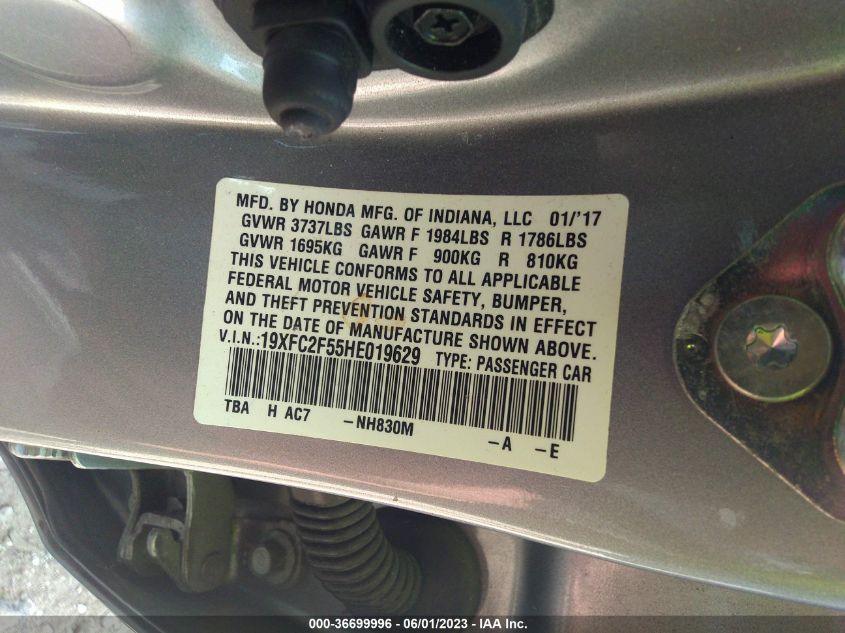 MFD. BY HONDA MFG. OF INDIANA, LLC 01/'17
GVWR 3737LBS GAWR F 1984LBS R 1786LBS
GVWR 1695KG GAWR F 900KG R 810KG
THIS VEHICLE CONFORMS TO ALL APPLICABLE
FEDERAL MOTOR VEHICLE SAFETY, BUMPER,
AND THEFT PREVENTION STANDARDS IN EFFECT
ON THE DATE OF MANUFACTURE SHOWN ABOVE.
V.I.N.:19XFC2F55HE019629 TYPE: PASSENGER CAR
TBA H AC7 -NH830M -A -E
000-36699996 - 06/01/2023 - IAA Inc.